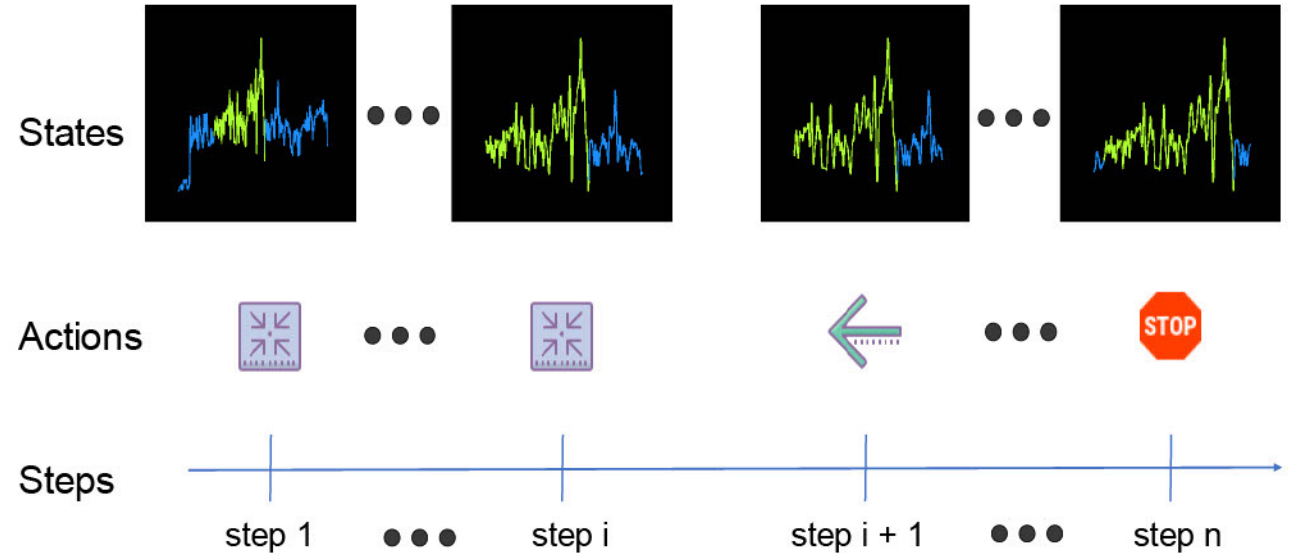 States
Actions
STOP
Steps
step 1
step i
step i + 1
step n